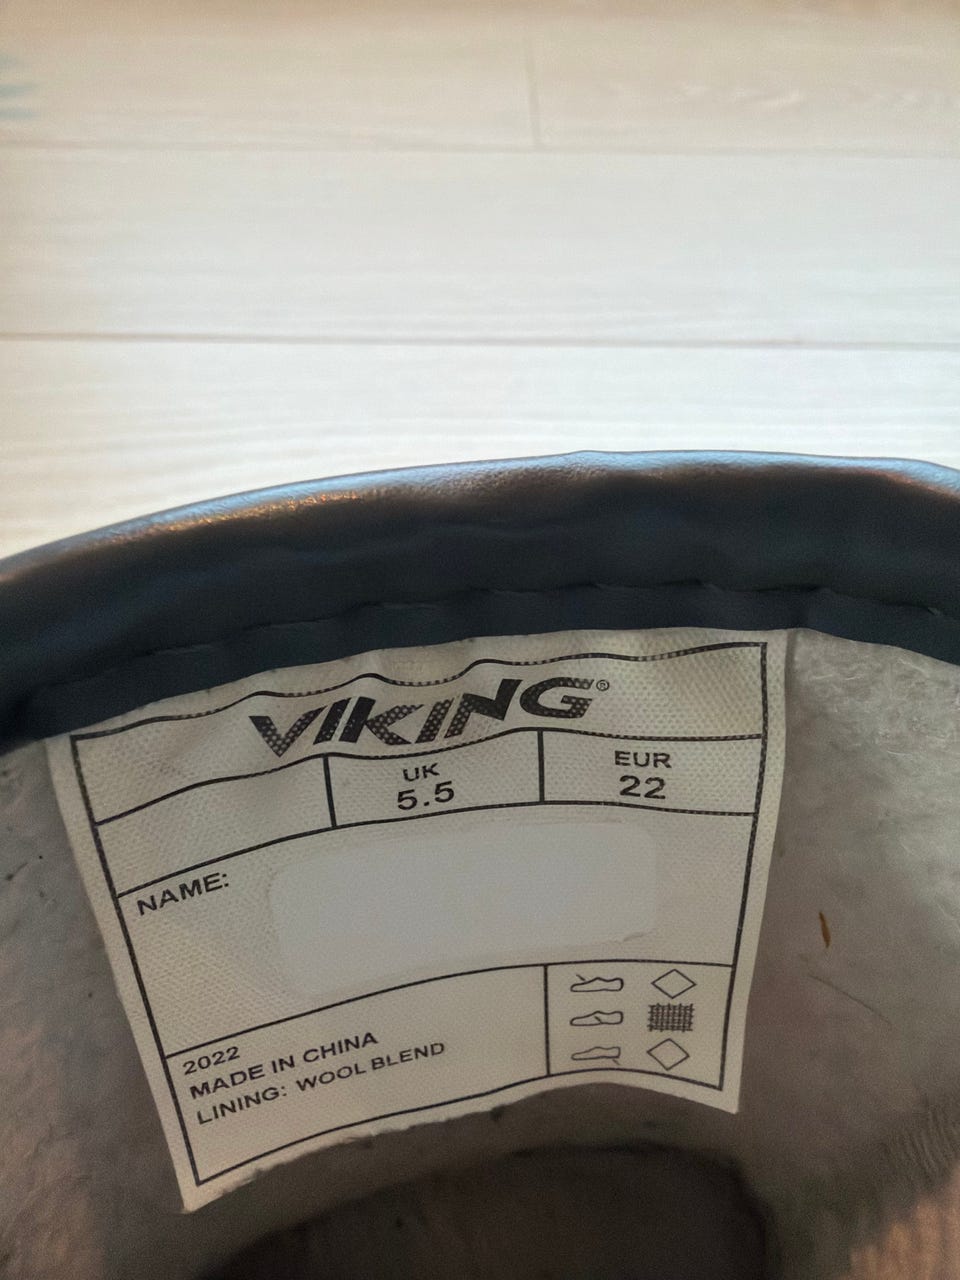 VIKING®
UK EUR
5.5 22
NAME:
2022
MADE IN CHINA
LINING: WOOL BLEND